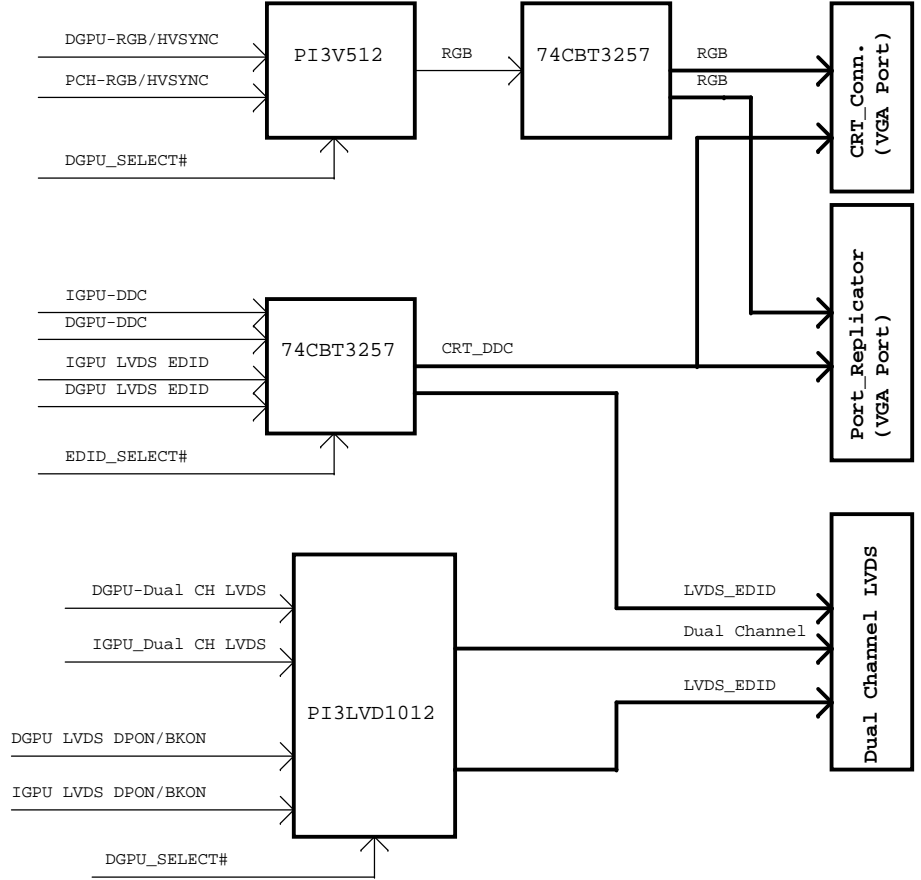 DGPU-RGB/HVSYNC
PCH-RGB/HVSYNC
DGPU_SELECT#
PI3V512
RGB
74CBT3257
RGB
RGB
CRT_Conn.
(VGA Port)
IGPU-DDC
DGPU-DDC
IGPU LVDS EDID
DGPU LVDS EDID
EDID_SELECT#
74CBT3257
CRT_DDC
Port_Replicator
(VGA Port)
DGPU-Dual CH LVDS
IGPU_Dual CH LVDS
DGPU LVDS DPON/BKON
IGPU LVDS DPON/BKON
DGPU_SELECT#
PI3LVD1012
LVDS_EDID
Dual Channel
LVDS_EDID
Dual Channel LVDS